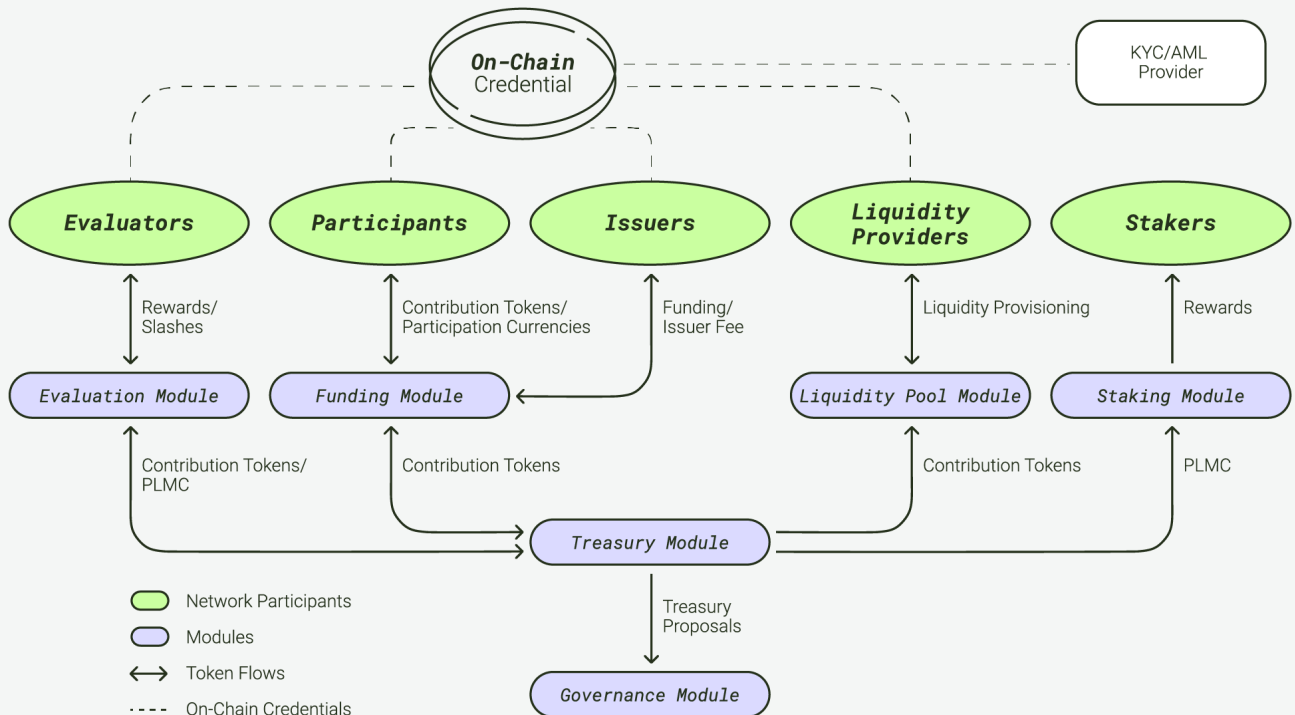 On-Chain
Credential
KYC/AML
Provider
Evaluators
Participants
Issuers
Liquidity
Providers
Stakers
Rewards/
Slashes
Contribution Tokens/
Participation Currencies
Funding/
Issuer Fee
Liquidity Provisioning
Rewards
Evaluation Module
Funding Module
Liquidity Pool Module
Staking Module
Contribution Tokens/
PLMC
Contribution Tokens
Contribution Tokens
PLMC
Treasury Module
Treasury
Proposals
Governance Module
Network Participants
Modules
Token Flows
On-Chain Credentials